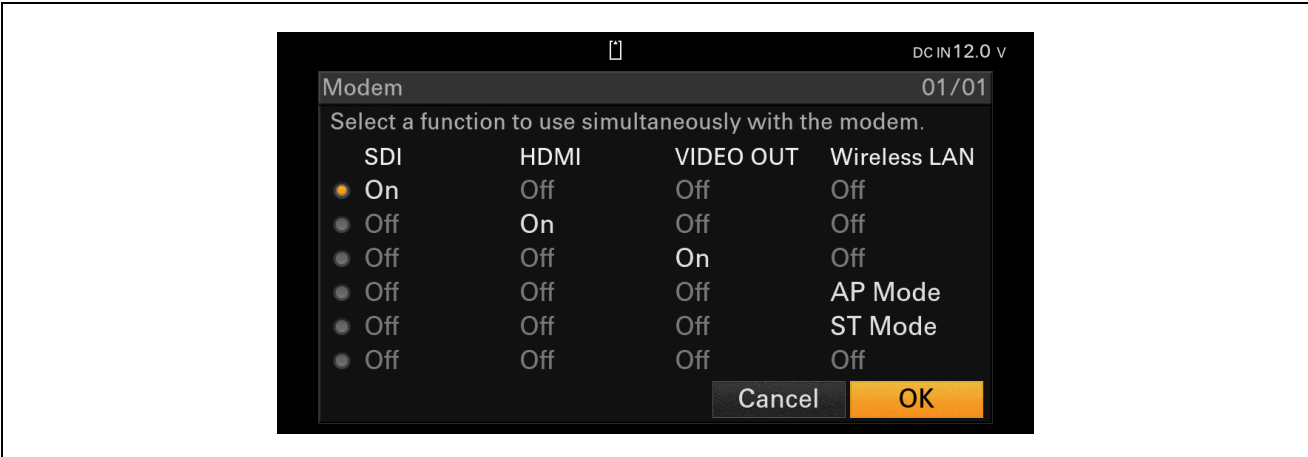 DC IN 12.0 V
Modem 01/01
Select a function to use simultaneously with the modem.
SDI HDMI VIDEO OUT Wireless LAN
On Off Off Off
Off On Off Off
Off Off On Off
Off Off Off AP Mode
Off Off Off ST Mode
Off Off Off Off
Cancel OK